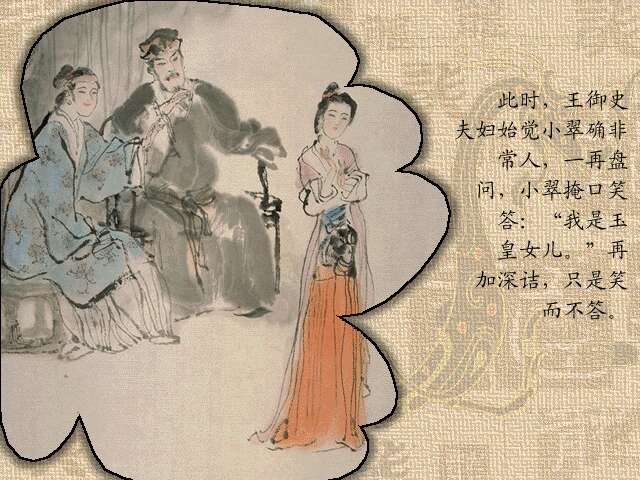 此时，王御史
夫妇始觉小翠确非
常人，一再盘
问，小翠掩口笑
答：“我是玉
皇女儿。”再
加深诘，只是笑
而不答。